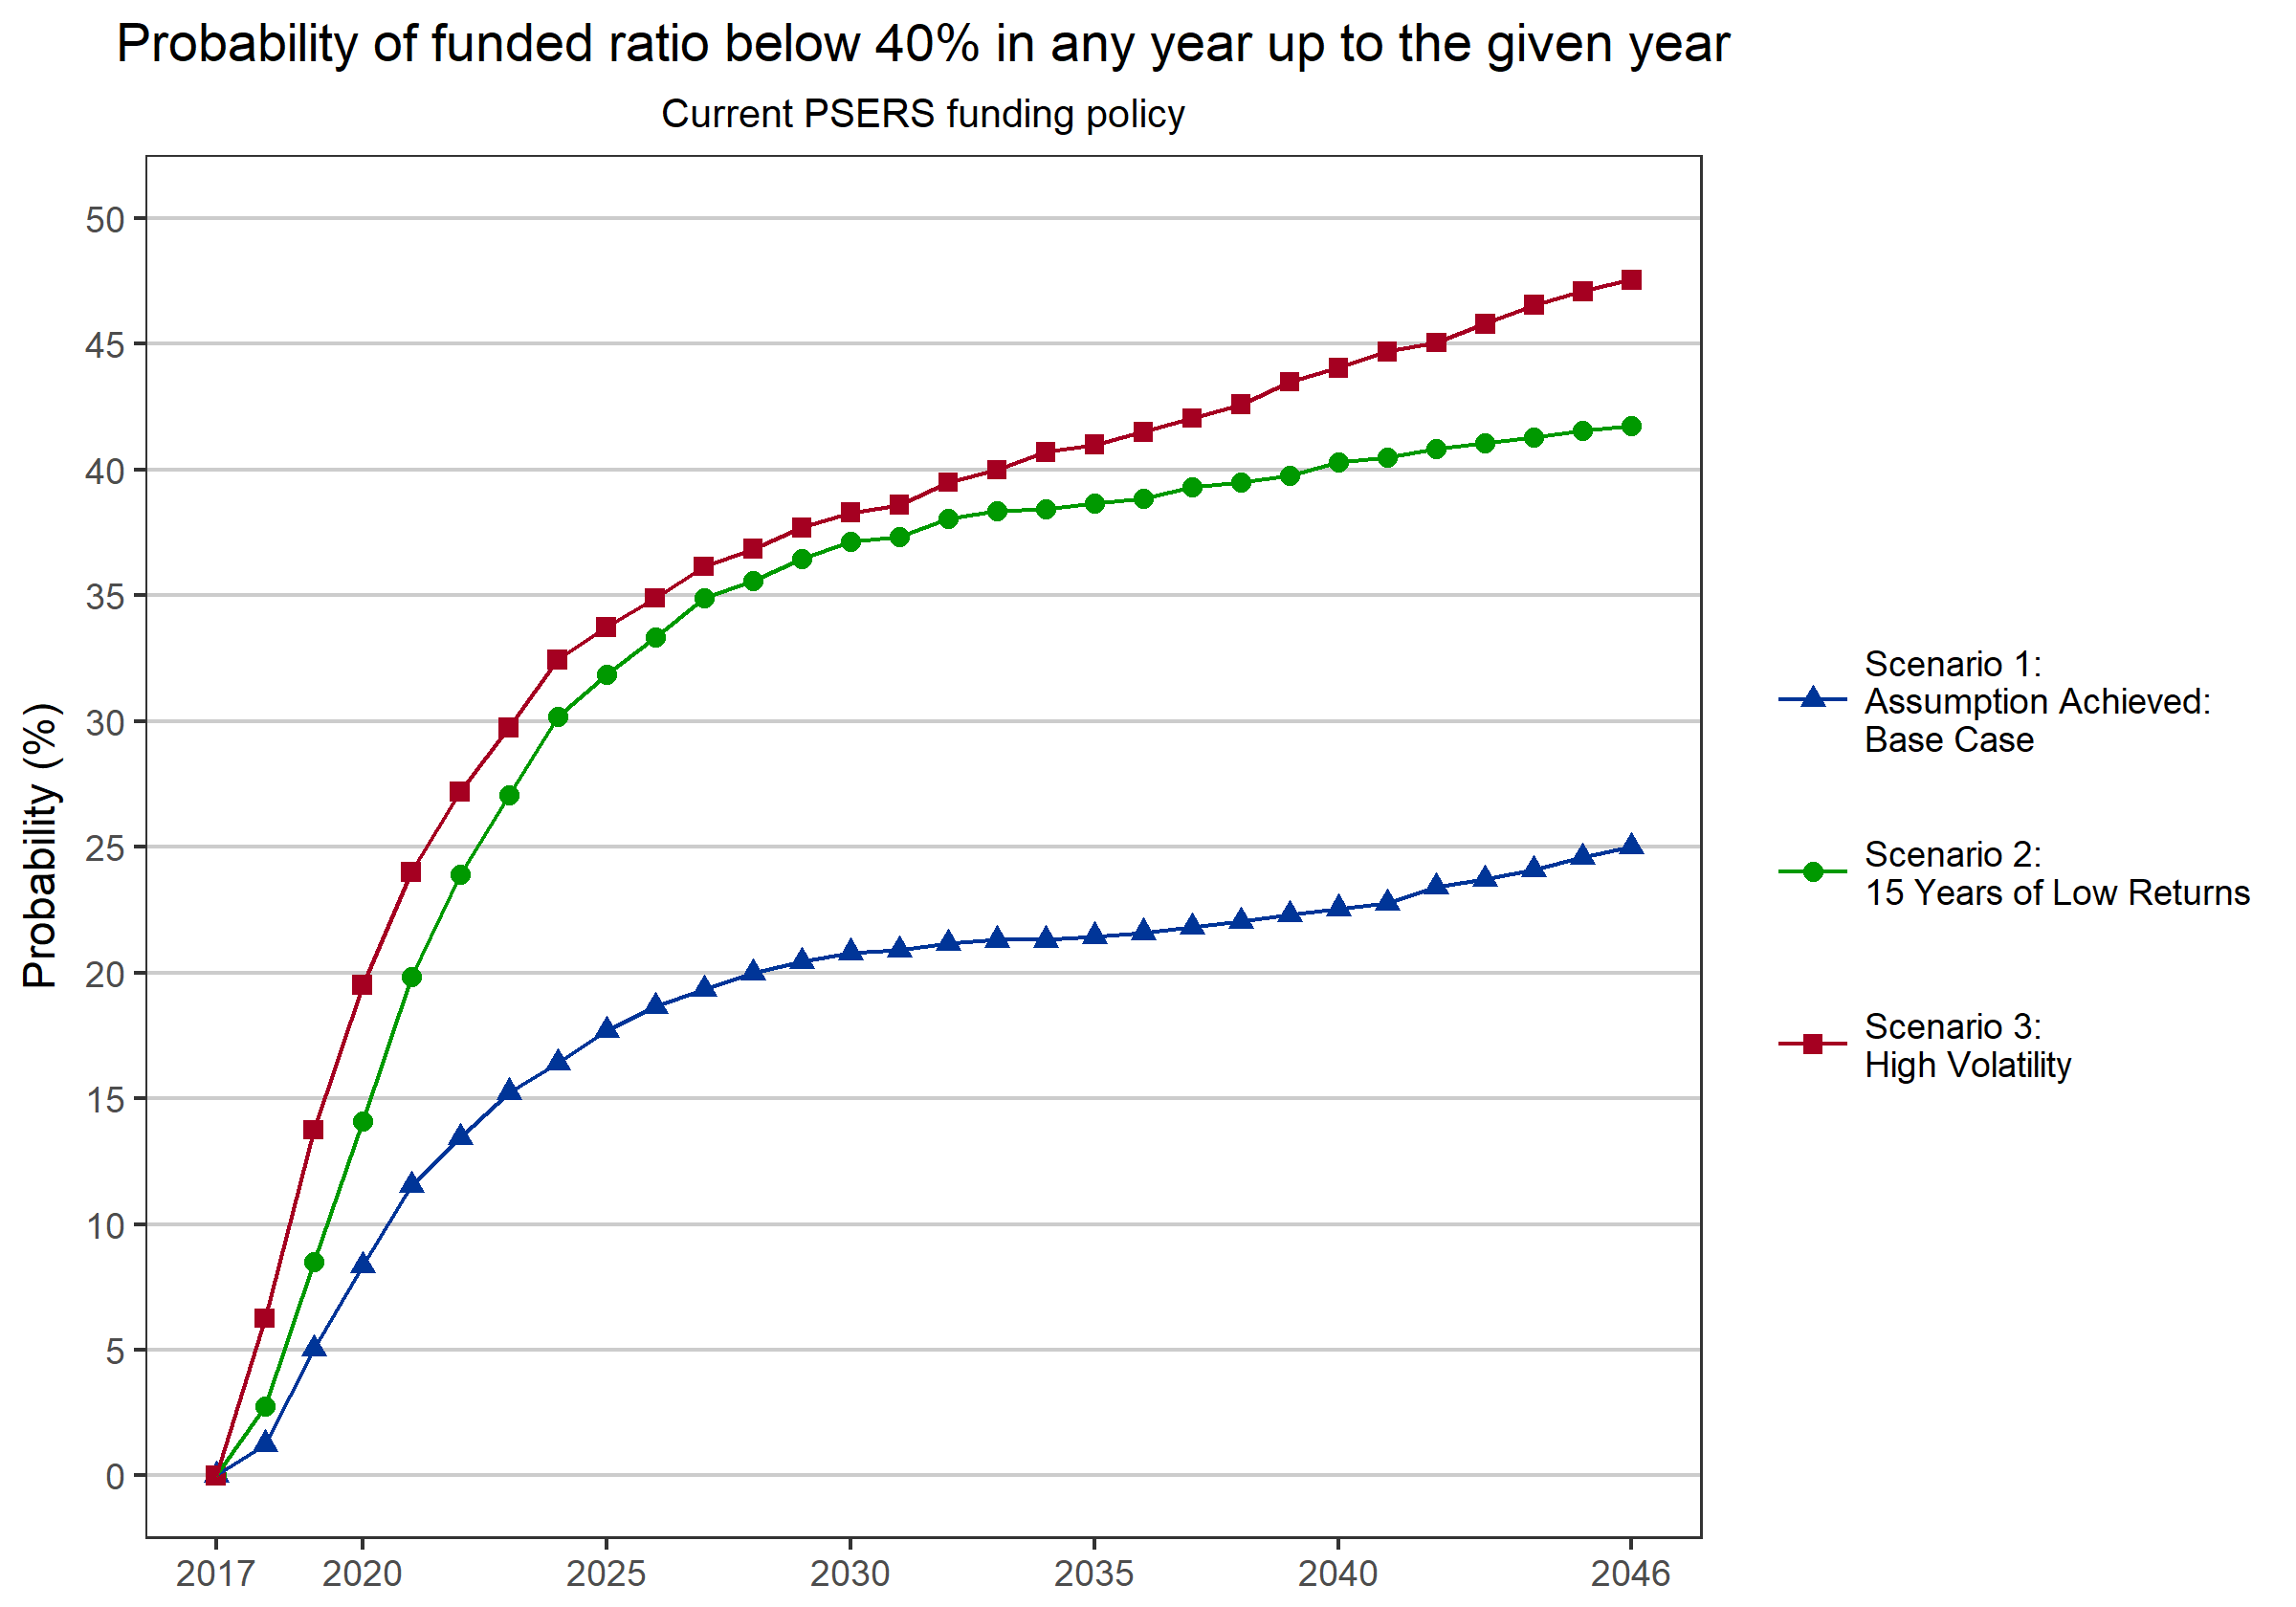 Probability of funded ratio below 40% in any year up to the given year
Current PSERS funding policy
Probability (%)
50
45
40
35
30
25
20
15
10
5
0
2017 2020 2025 2030 2035 2040 2046
Scenario 1:
Assumption Achieved:
Base Case
Scenario 2:
15 Years of Low Returns
Scenario 3:
High Volatility